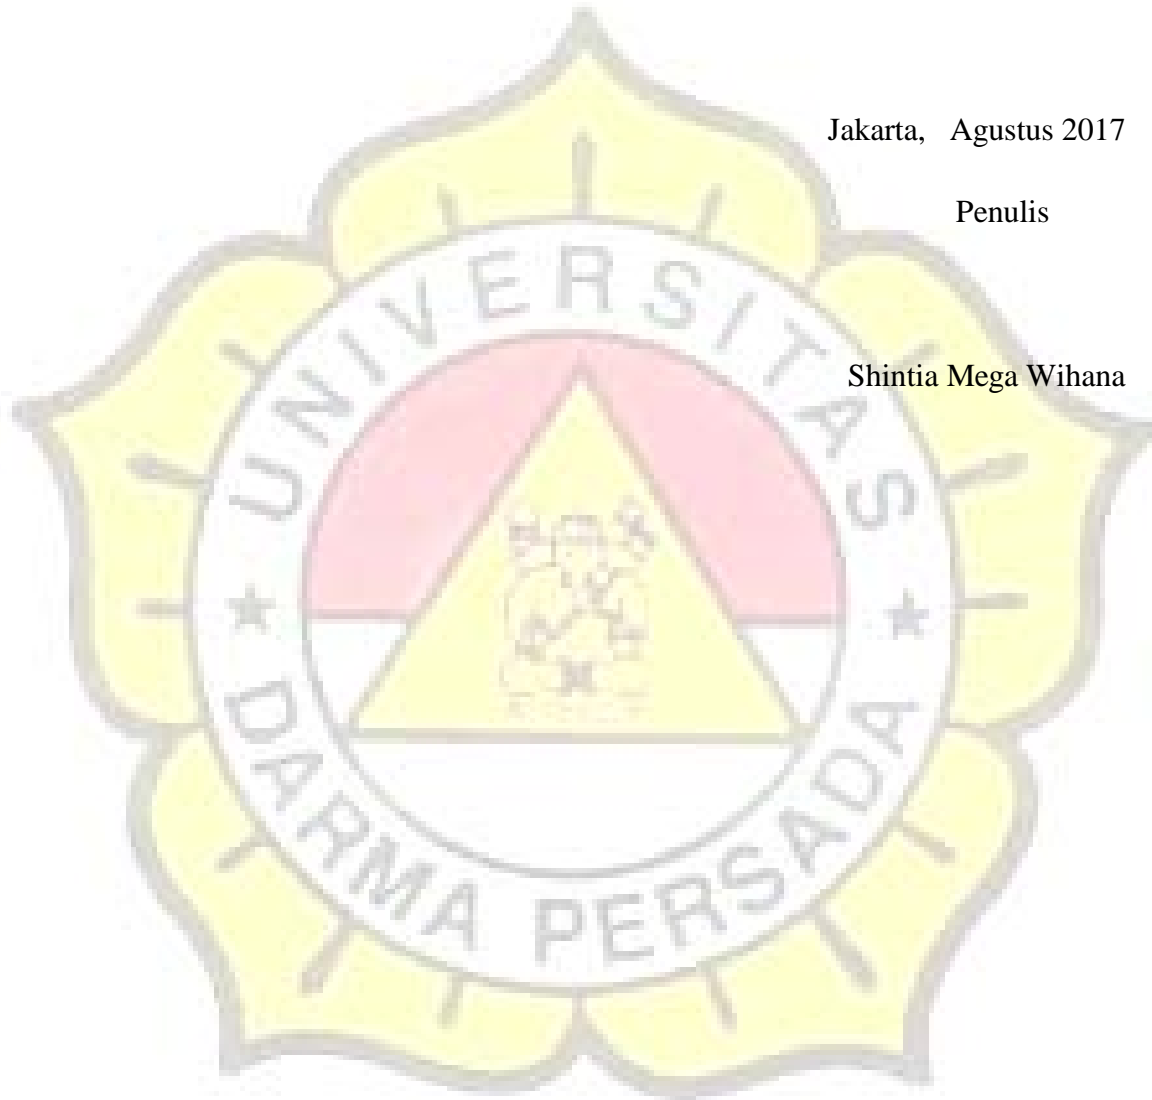 Jakarta,   Agustus 2017
Penulis
Shintia Mega Wihana
UNIVERSITAS
DARMA PERSADA